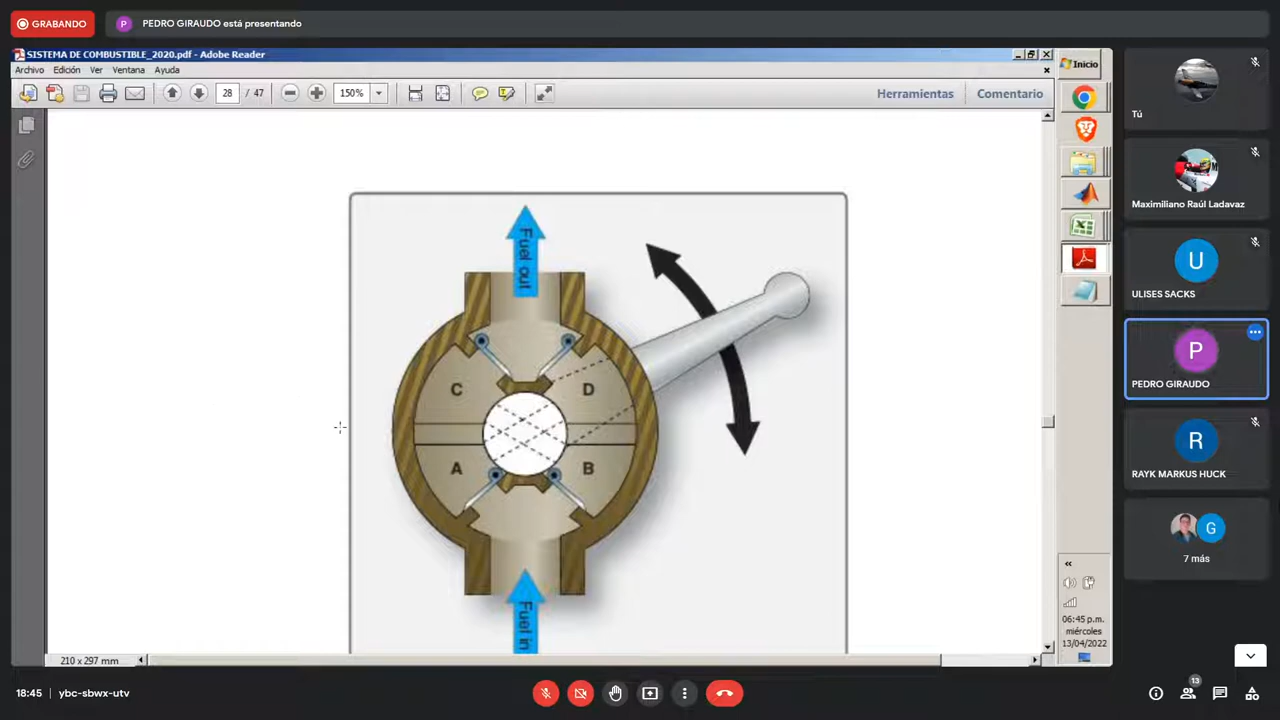 GRABANDO
P PEDRO GIRAUDO está presentando
SISTEMA DE COMBUSTIBLE_2020.pdf - Adobe Reader
Archivo Edición Ver Ventana Ayuda
28 / 47
150%
Herramientas Comentario
Inicio
Fuel out
C D
A B
Fuel in
210 x 297 mm
06:45 p.m.
miércoles
13/04/2022
Tú
Maximiliano Raúl Ladavaz
U
ULISES SACKS
P
PEDRO GIRAUDO
R
RAYK MARKUS HUCK
G
7 más
18:45 ybc-sbwx-utv
13